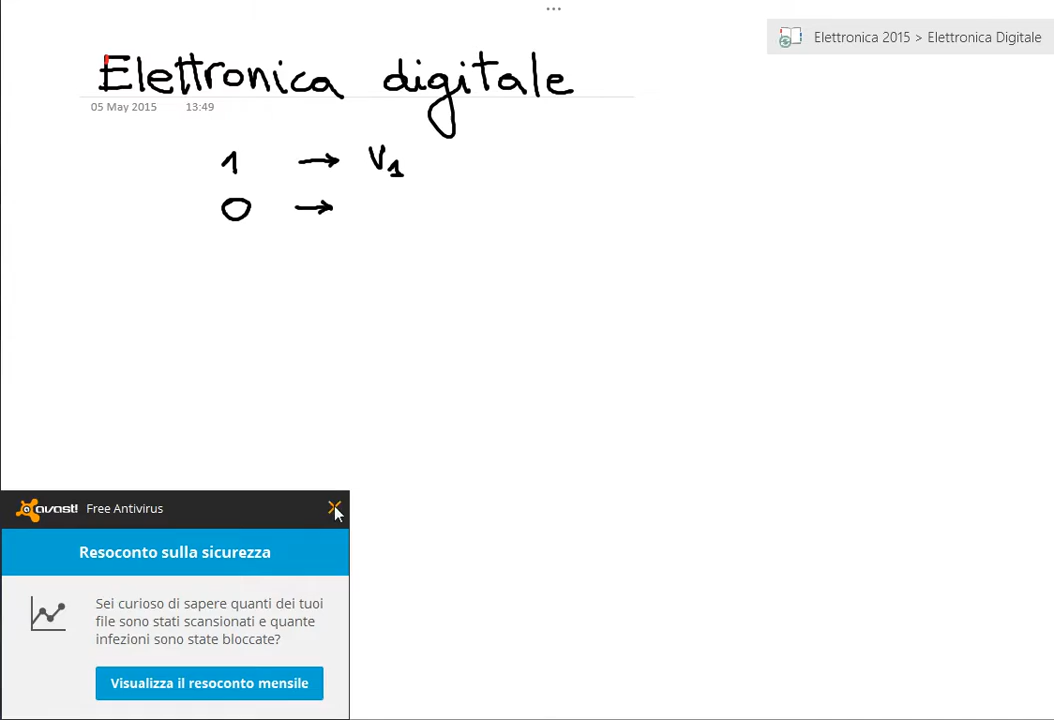 Elettronica 2015 > Elettronica Digitale
Elettronica digitale
05 May 2015 13:49
1 → V1
0 →
avast! Free Antivirus
Resoconto sulla sicurezza
Sei curioso di sapere quanti dei tuoi
file sono stati scansionati e quante
infezioni sono state bloccate?
Visualizza il resoconto mensile